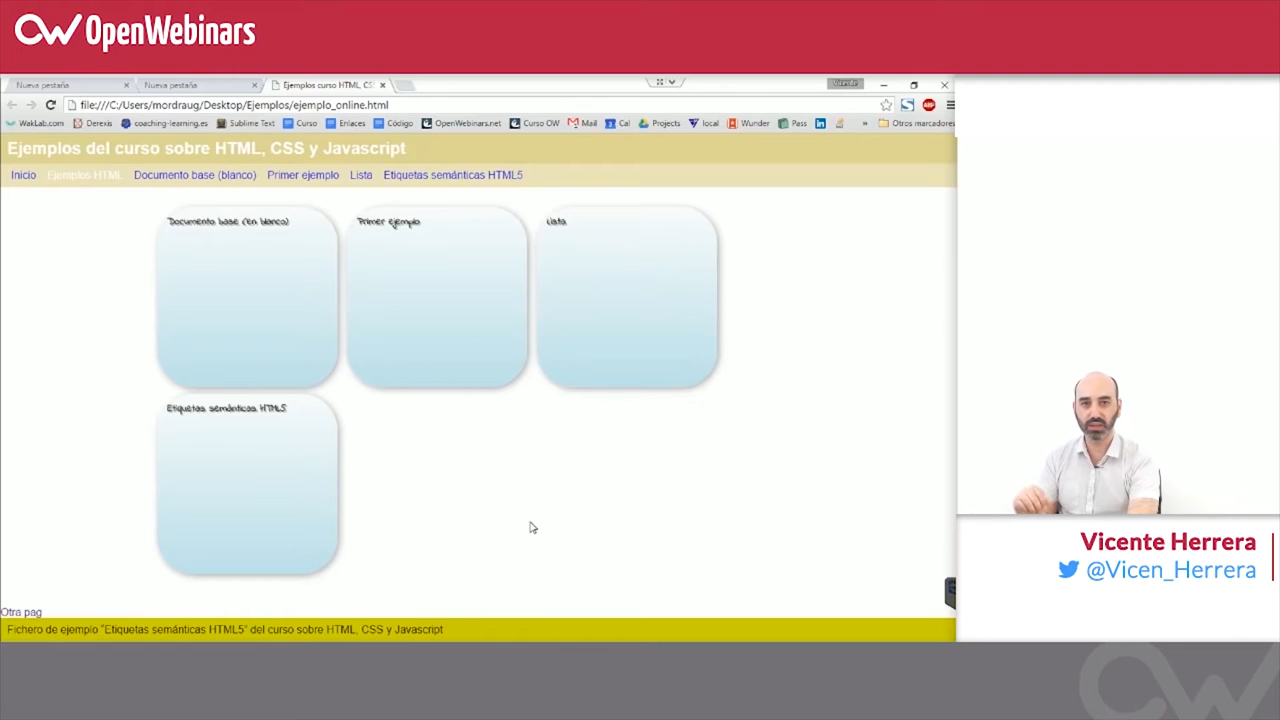 OpenWebinars
Nueva pestaña
Nueva pestaña
Ejemplos curso HTML, CS
Vicente
file:///C:/Users/mordraug/Desktop/Ejemplos/ejemplo_online.html
WakLab.com Derexis coaching-learning.es Sublime Text Curso Enlaces Código OpenWebinars.net Curso OW Mail Cal Projects local Wunder Pass » Otros marcadores
Ejemplos del curso sobre HTML, CSS y Javascript
Inicio Ejemplos HTML Documento base (blanco) Primer ejemplo Lista Etiquetas semánticas HTML5
Documento base (En blanco)
Primer ejemplo
Lista
Etiquetas semánticas HTML5
Otra pag
Fichero de ejemplo "Etiquetas semánticas HTML5" del curso sobre HTML, CSS y Javascript
Vicente Herrera
@Vicen_Herrera